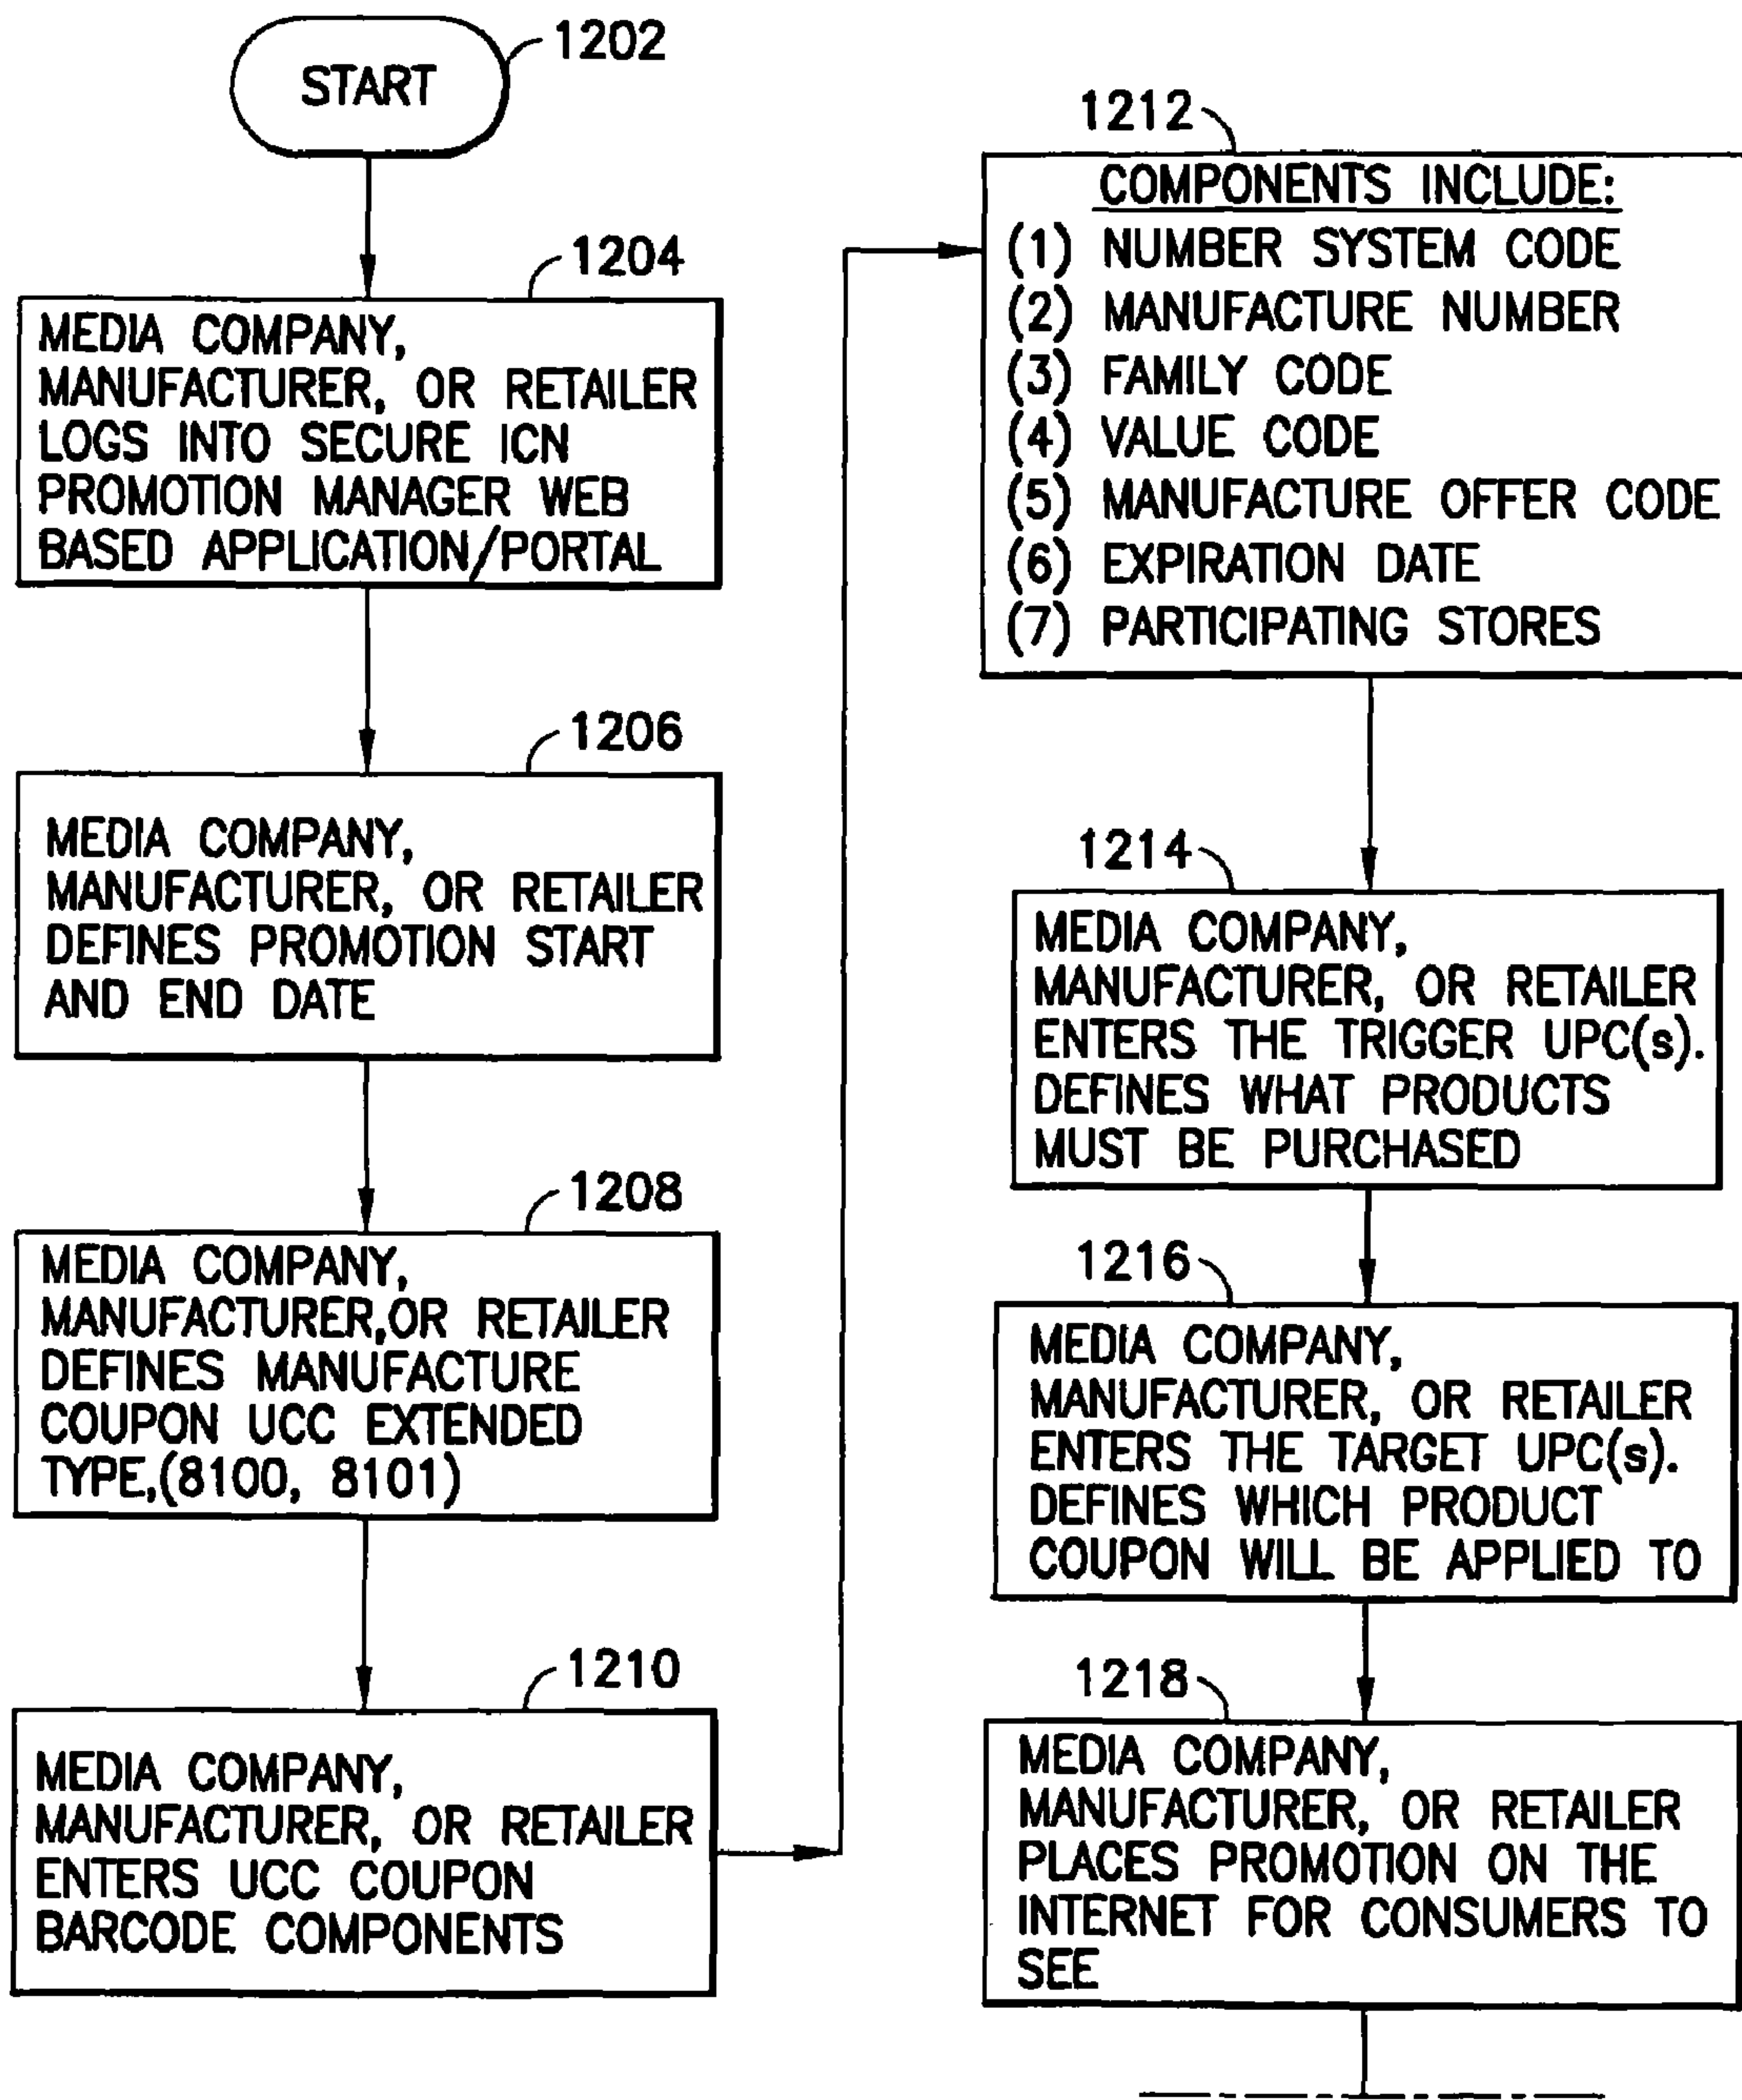 1202
START
1204
MEDIA COMPANY,
MANUFACTURER, OR RETAILER
LOGS INTO SECURE ICN
PROMOTION MANAGER WEB
BASED APPLICATION/PORTAL
1206
MEDIA COMPANY,
MANUFACTURER, OR RETAILER
DEFINES PROMOTION START
AND END DATE
1208
MEDIA COMPANY,
MANUFACTURER,OR RETAILER
DEFINES MANUFACTURE
COUPON UCC EXTENDED
TYPE,(8100, 8101)
1210
MEDIA COMPANY,
MANUFACTURER, OR RETAILER
ENTERS UCC COUPON
BARCODE COMPONENTS
1212
COMPONENTS INCLUDE:
(1) NUMBER SYSTEM CODE
(2) MANUFACTURE NUMBER
(3) FAMILY CODE
(4) VALUE CODE
(5) MANUFACTURE OFFER CODE
(6) EXPIRATION DATE
(7) PARTICIPATING STORES
1214
MEDIA COMPANY,
MANUFACTURER, OR RETAILER
ENTERS THE TRIGGER UPC(s).
DEFINES WHAT PRODUCTS
MUST BE PURCHASED
1216
MEDIA COMPANY,
MANUFACTURER, OR RETAILER
ENTERS THE TARGET UPC(s).
DEFINES WHICH PRODUCT
COUPON WILL BE APPLIED TO
1218
MEDIA COMPANY,
MANUFACTURER, OR RETAILER
PLACES PROMOTION ON THE
INTERNET FOR CONSUMERS TO
SEE